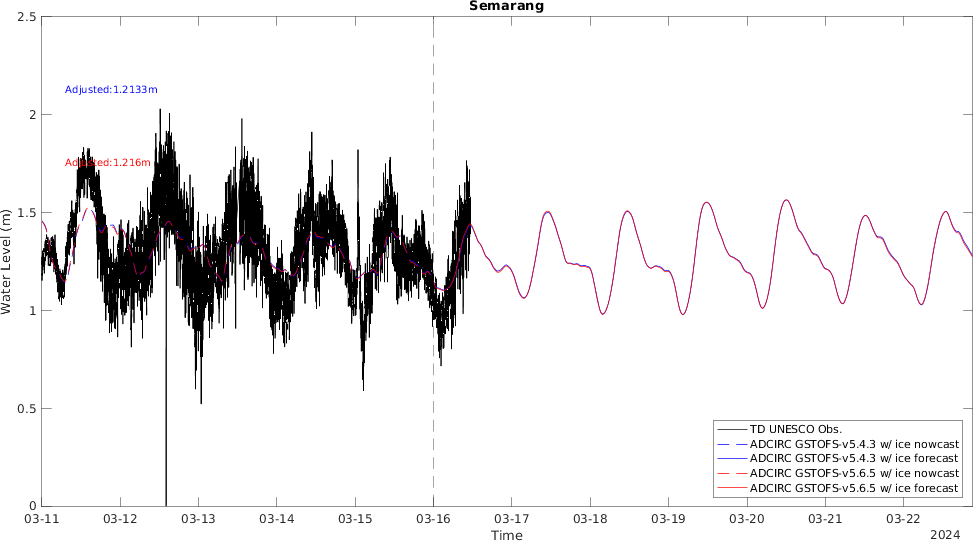 Semarang
2.5
2
1.5
1
0.5
0
Water Level (m)
Adjusted:1.2133m
Adjusted:1.216m
TD UNESCO Obs.
ADCIRC GSTOFS-v5.4.3 w/ ice nowcast
ADCIRC GSTOFS-v5.4.3 w/ ice forecast
ADCIRC GSTOFS-v5.6.5 w/ ice nowcast
ADCIRC GSTOFS-v5.6.5 w/ ice forecast
03-11 03-12 03-13 03-14 03-15 03-16 03-17 03-18 03-19 03-20 03-21 03-22
Time
2024